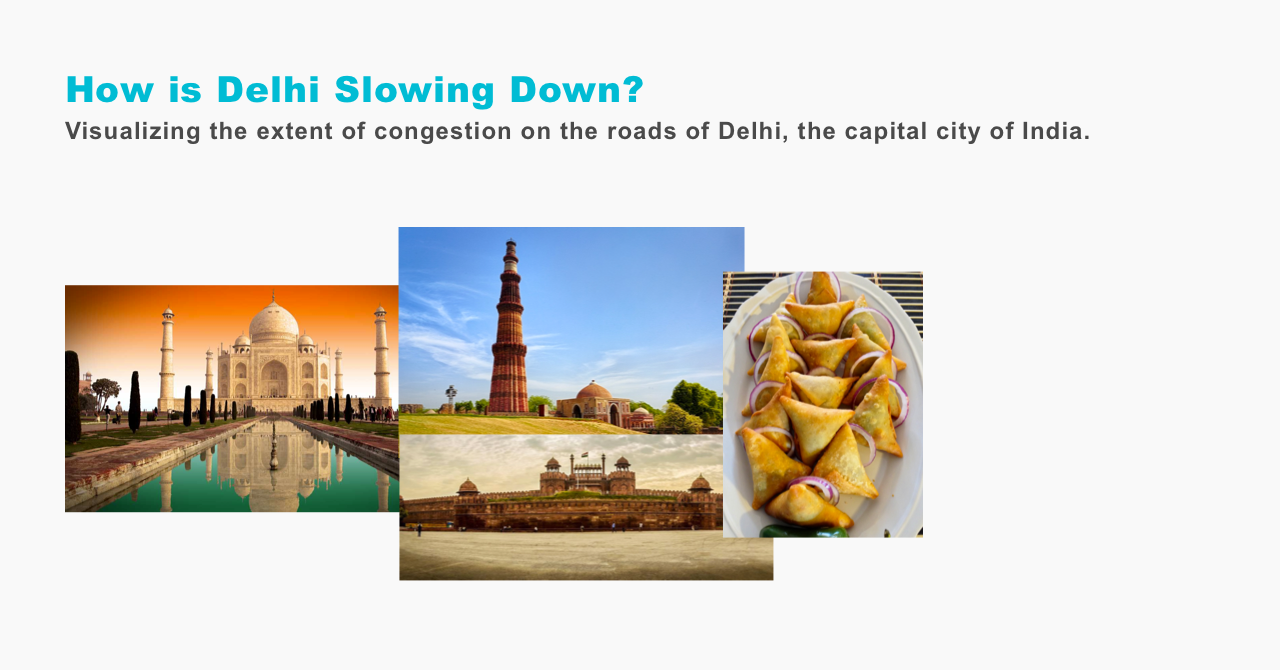 How is Delhi Slowing Down?
Visualizing the extent of congestion on the roads of Delhi, the capital city of India.